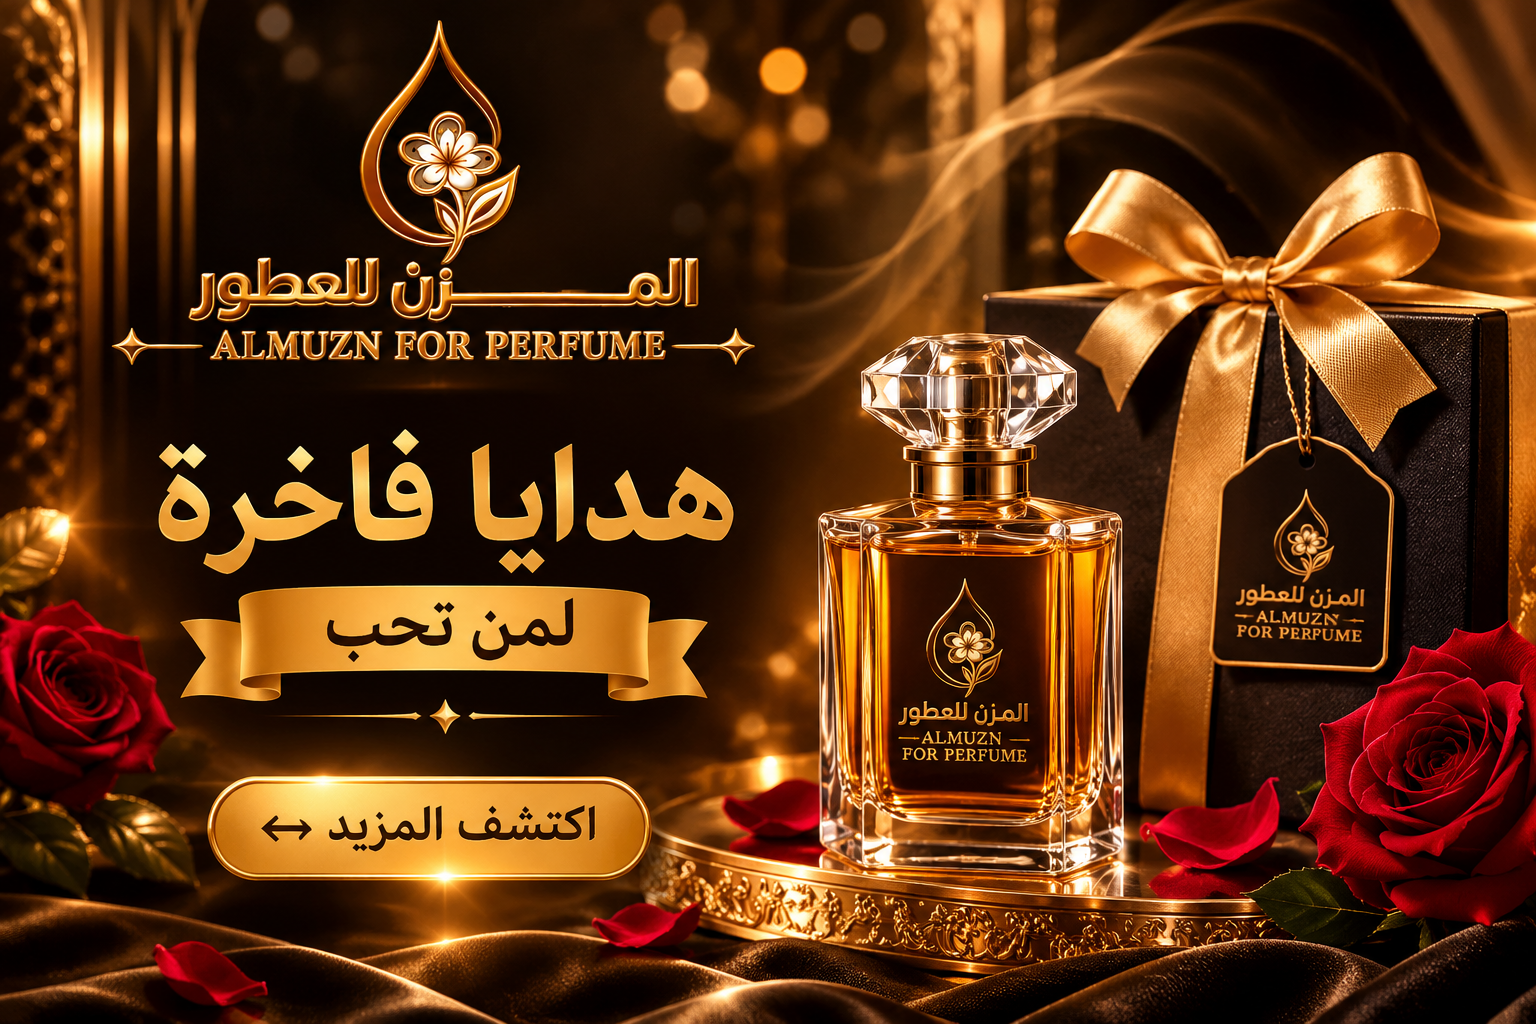 المزن للعطور
ALMUZN FOR PERFUME
هدايا فاخرة
لمن تحب
اكتشف المزيد ↔
المزن للعطور
ALMUZN
FOR PERFUME
المزن للعطور
ALMUZN
FOR PERFUME